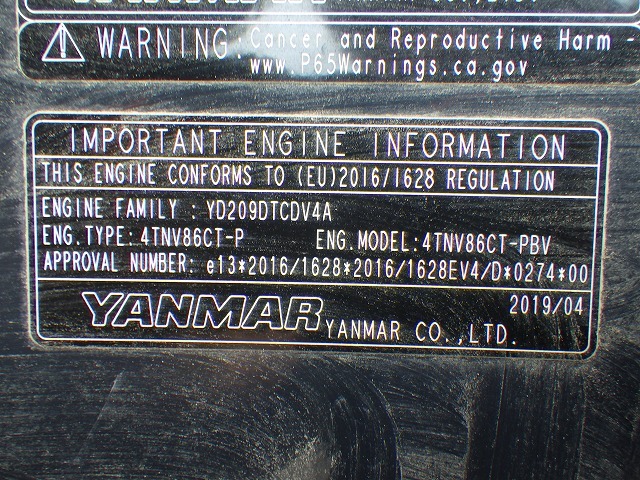 WARNING: Cancer and Reproductive Harm -
www.P65Warnings.ca.gov
IMPORTANT ENGINE INFORMATION
THIS ENGINE CONFORMS TO (EU)2016/1628 REGULATION
ENGINE FAMILY : YD209DTCDV4A
ENG.TYPE: 4TNV86CT-P ENG.MODEL: 4TNV86CT-PBV
APPROVAL NUMBER: e13*2016/1628*2016/1628EV4/D*0274*00
YANMAR YANMAR CO.,LTD. 2019/04